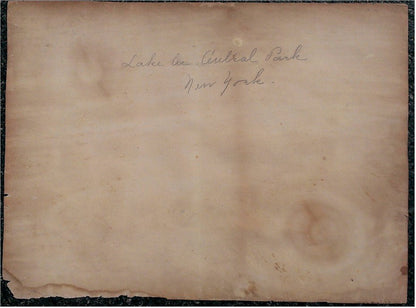 Lake in Central Park
New York.